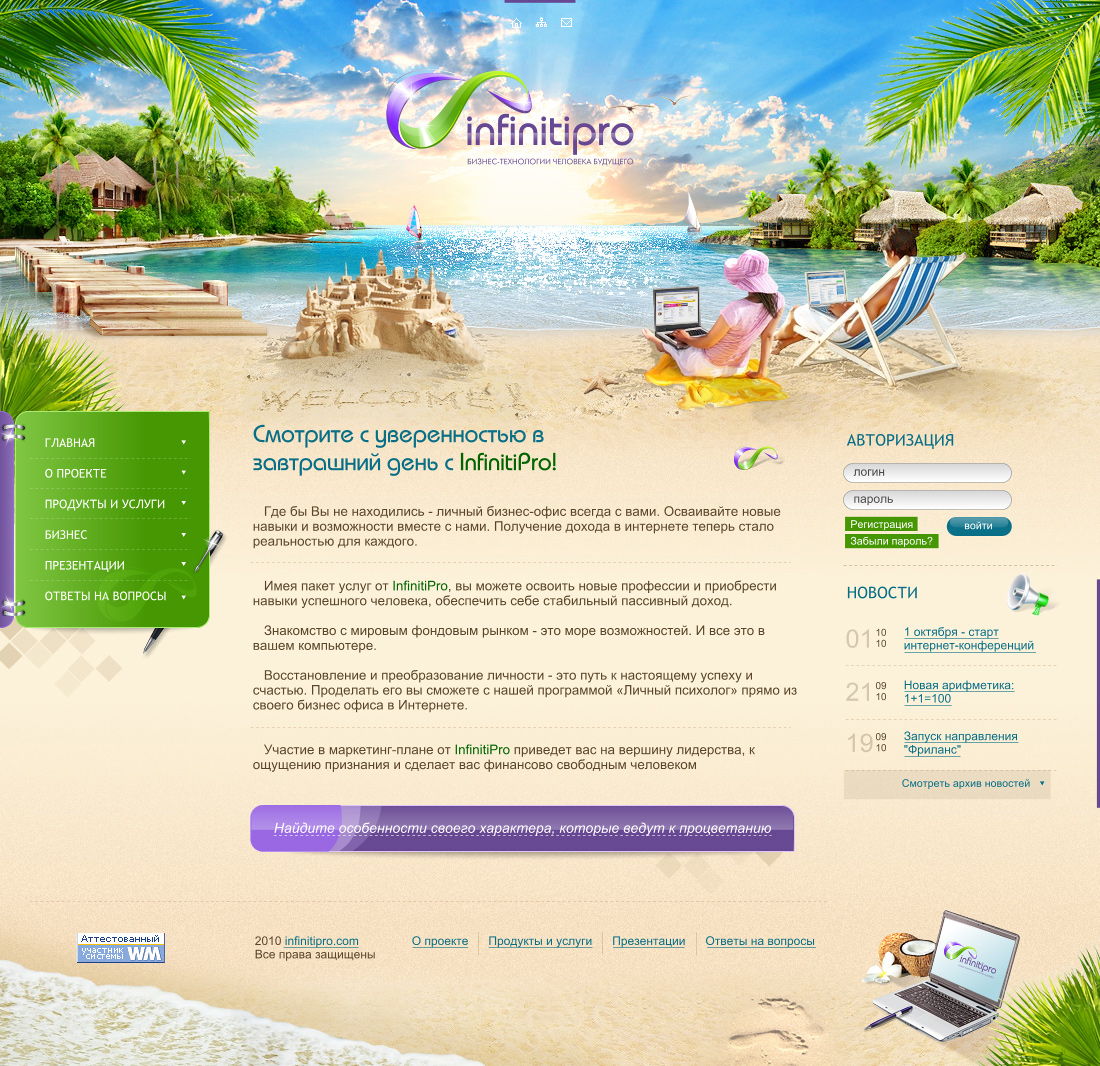 infinitipro
БИЗНЕС-ТЕХНОЛОГИИ ЧЕЛОВЕКА БУДУЩЕГО
WELCOME!
ГЛАВНАЯ
О ПРОЕКТЕ
ПРОДУКТЫ И УСЛУГИ
БИЗНЕС
ПРЕЗЕНТАЦИИ
ОТВЕТЫ НА ВОПРОСЫ
Смотрите с уверенностью в
завтрашний день с InfinitiPro!
Где бы Вы не находились - личный бизнес-офис всегда с вами. Осваивайте новые
навыки и возможности вместе с нами. Получение дохода в интернете теперь стало
реальностью для каждого.
Имея пакет услуг от InfinitiPro, вы можете освоить новые профессии и приобрести
навыки успешного человека, обеспечить себе стабильный пассивный доход.
Знакомство с мировым фондовым рынком - это море возможностей. И все это в
вашем компьютере.
Восстановление и преобразование личности - это путь к настоящему успеху и
счастью. Проделать его вы сможете с нашей программой «Личный психолог» прямо из
своего бизнес офиса в Интернете.
Участие в маркетинг-плане от InfinitiPro приведет вас на вершину лидерства, к
ощущению признания и сделает вас финансово свободным человеком
Найдите особенности своего характера, которые ведут к процветанию
АВТОРИЗАЦИЯ
логин
пароль
Регистрация
войти
Забыли пароль?
НОВОСТИ
01 10 10
1 октября - старт
интернет-конференций
21 09 10
Новая арифметика:
1+1=100
19 09 10
Запуск направления
"Фриланс"
Смотреть архив новостей
Аттестованный
участник
системы
WM
2010 infinitipro.com
Все права защищены
О проекте
Продукты и услуги
Презентации
Ответы на вопросы
infinitipro